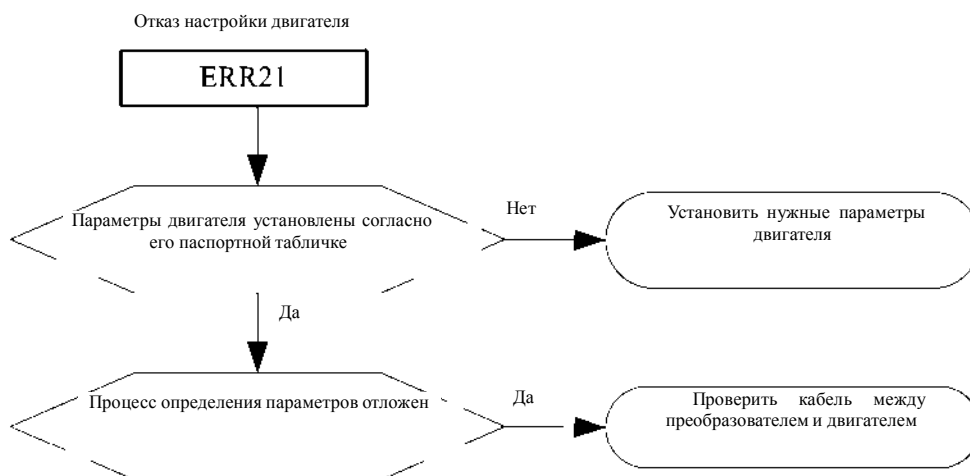 Отказ настройки двигателя
ERR21
Параметры двигателя установлены согласно
его паспортной табличке
Нет
Установить нужные параметры
двигателя
Да
Процесс определения параметров отложен
Да
Проверить кабель между
преобразователем и двигателем